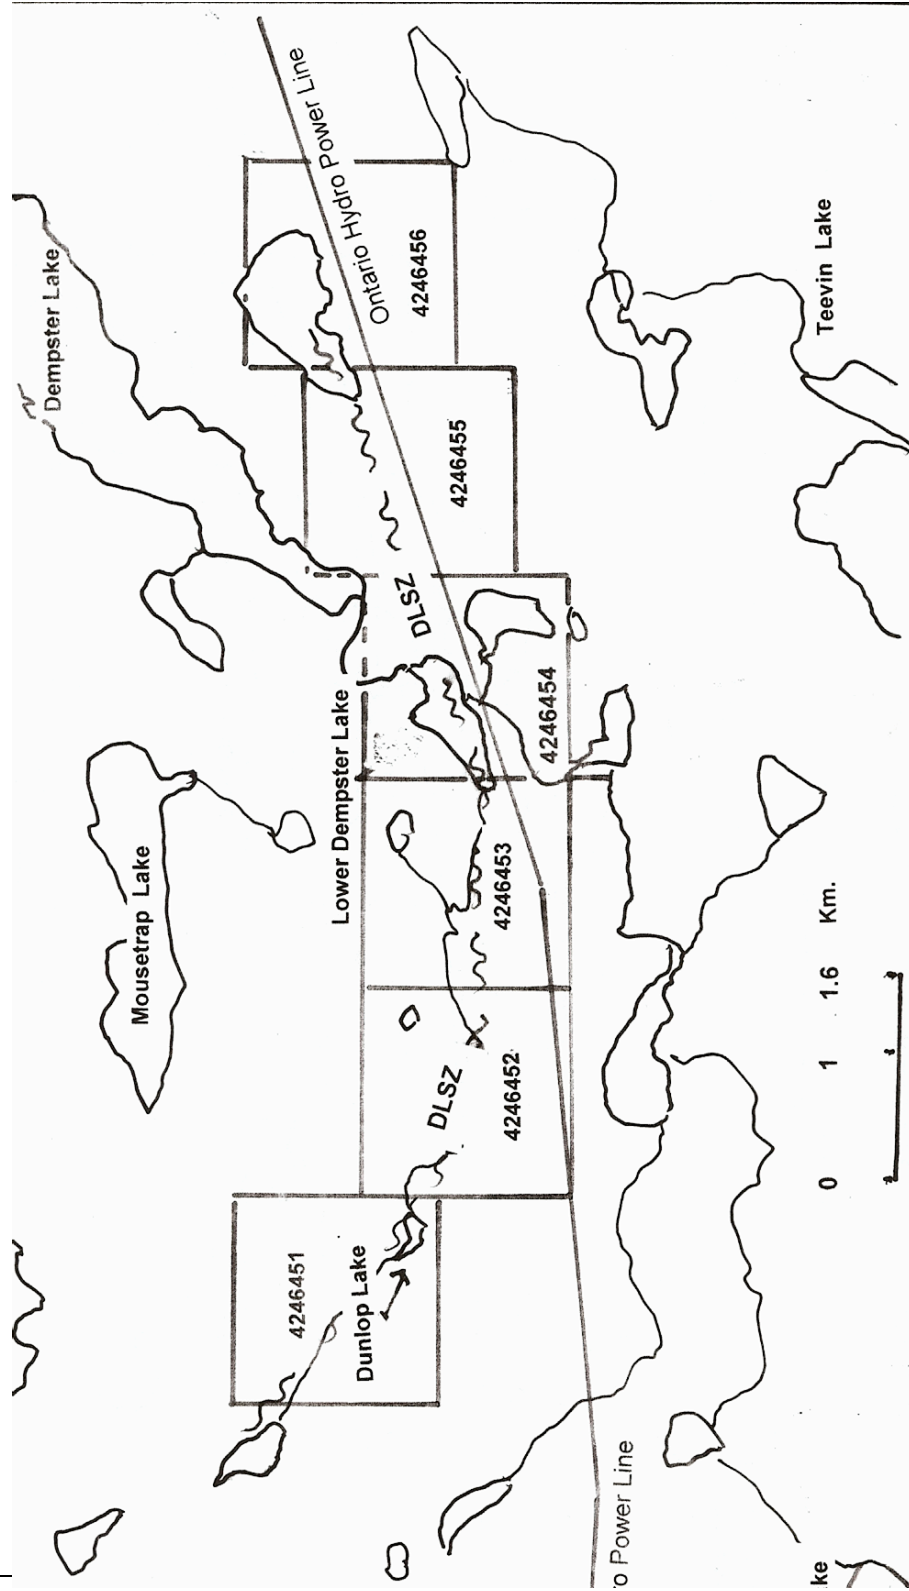 Dempster Lake
Mousetrap Lake
Ontario Hydro Power Line
4246451
Lower Dempster Lake
Dunlop Lake
DLSZ
4246456
DLSZ
4246455
4246453
4246452
4246454
o Power Line
Teevin Lake
ke
0 1 1.6 Km.